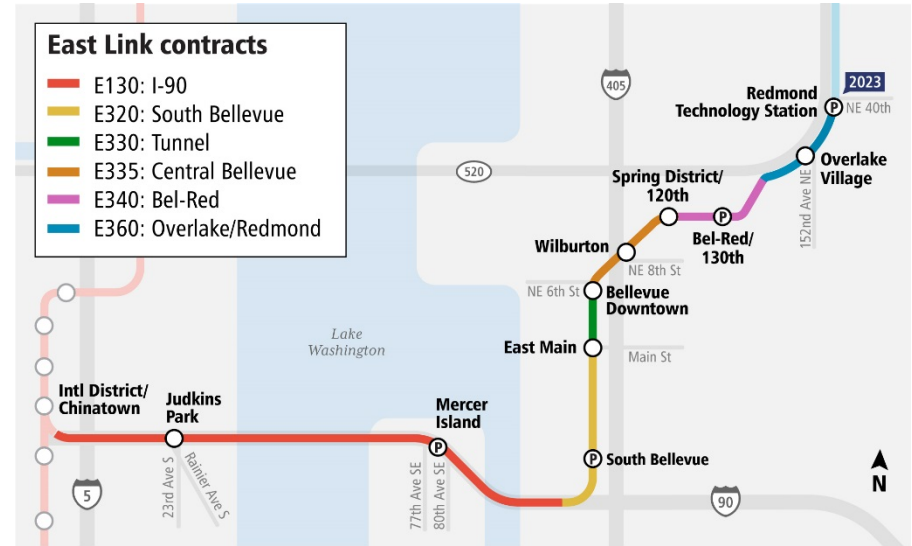 East Link contracts
E130: I-90
E320: South Bellevue
E330: Tunnel
E335: Central Bellevue
E340: Bel-Red
E360: Overlake/Redmond
405
2023
Redmond
Technology Station
P
NE 40th
520
Overlake
Village
152nd Ave NE
Spring District/
120th
P
Bel-Red/
130th
Wilburton
NE 8th St
NE 6th St
Bellevue
Downtown
Lake
Washington
East Main
Main St
Intl District/
Chinatown
Judkins
Park
Mercer
Island
P
P
South Bellevue
23rd Ave S
Rainier Ave S
77th Ave SE
80th Ave SE
5
90
N